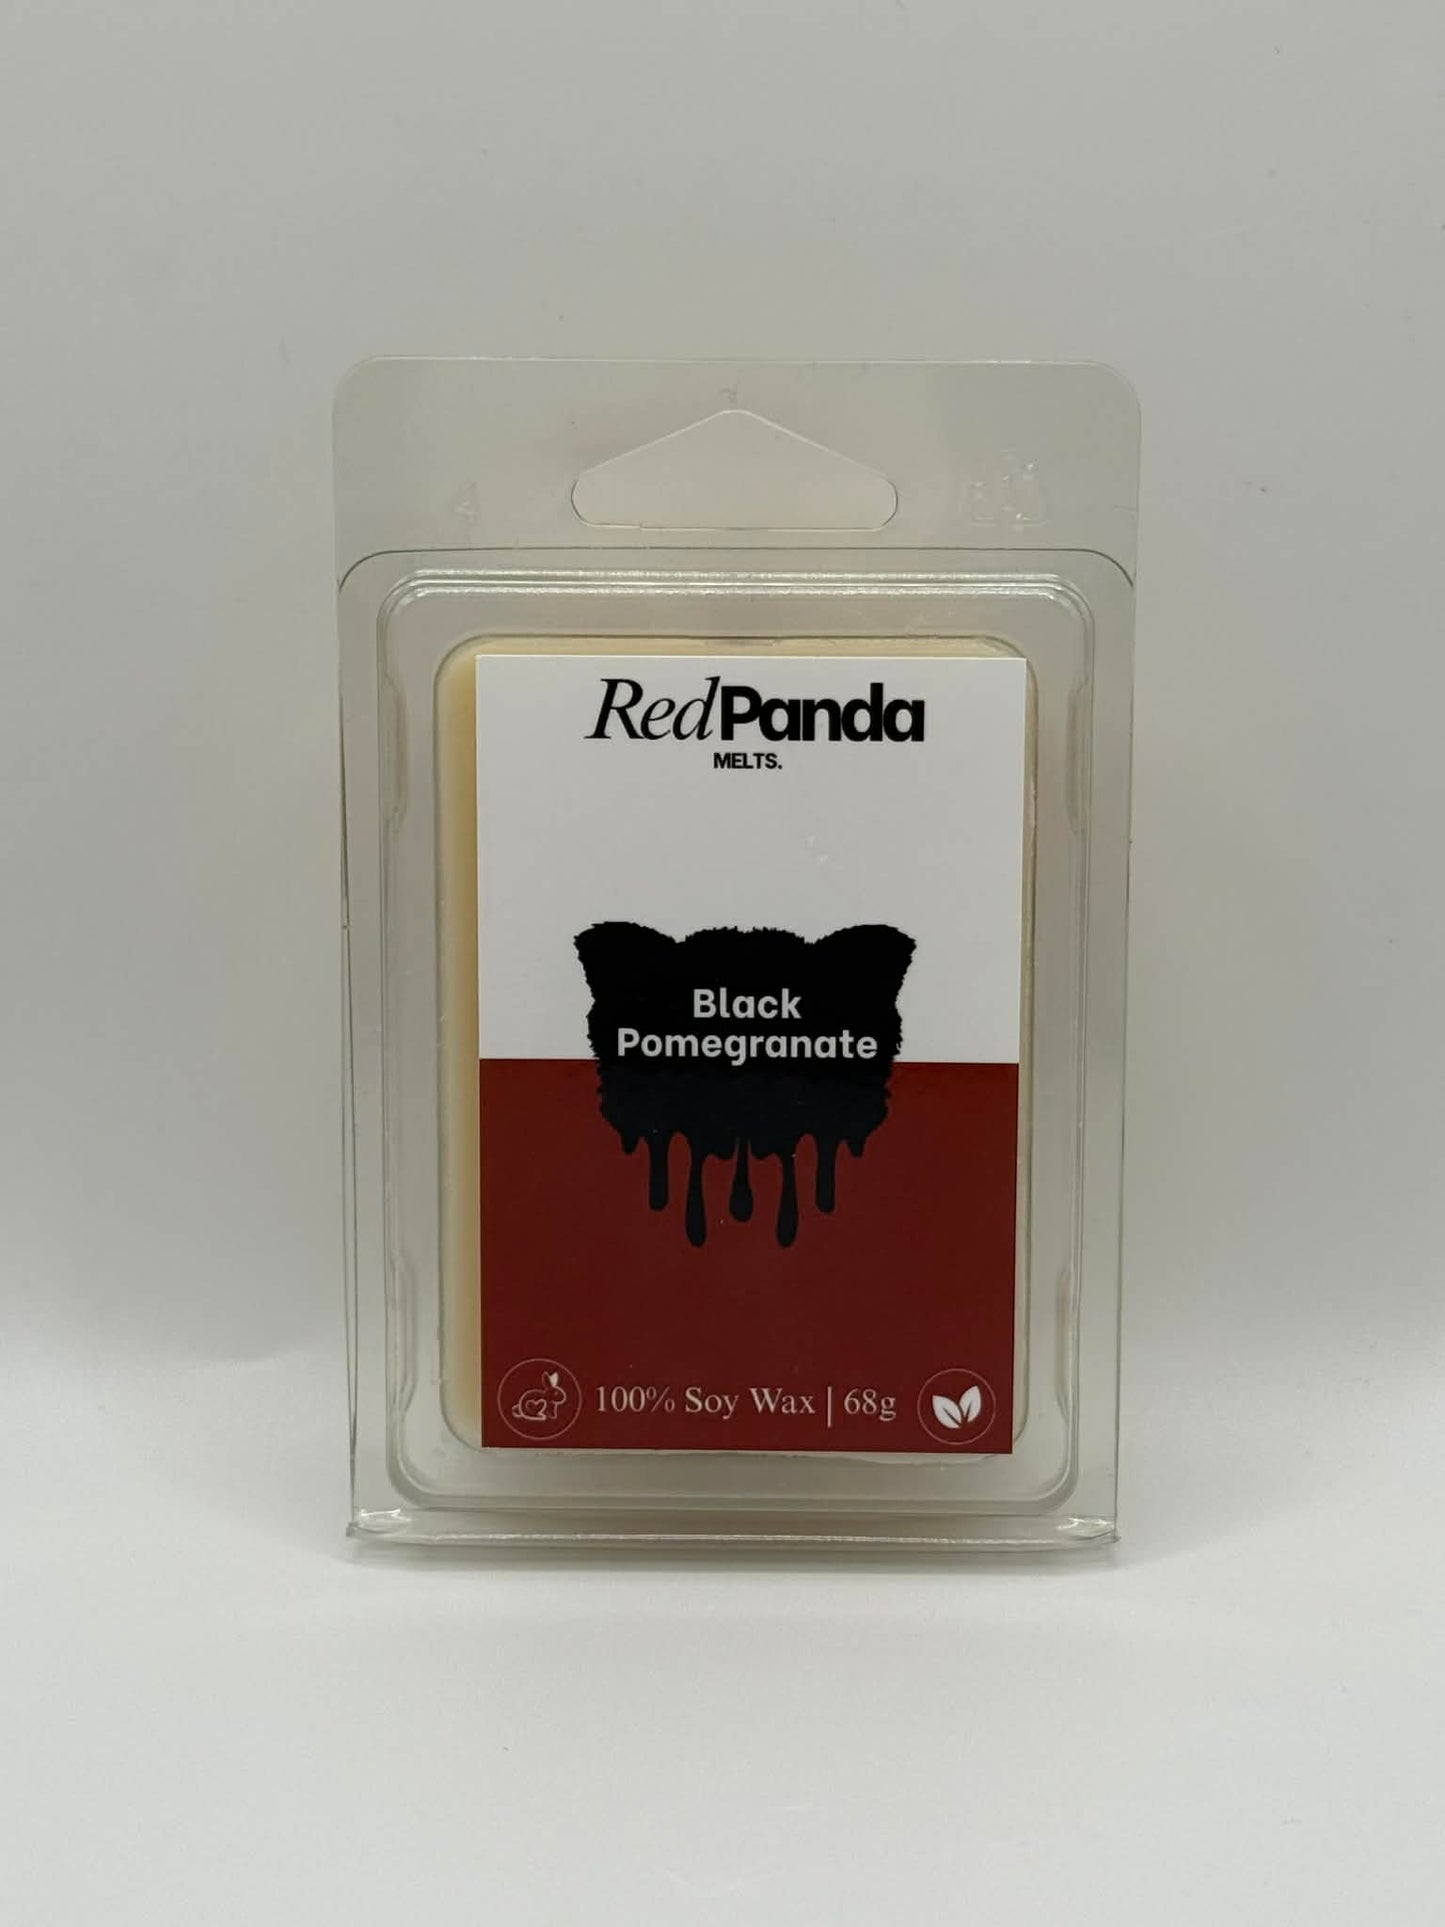 RedPanda
MELTS.
Black
Pomegranate
100% Soy Wax | 68g